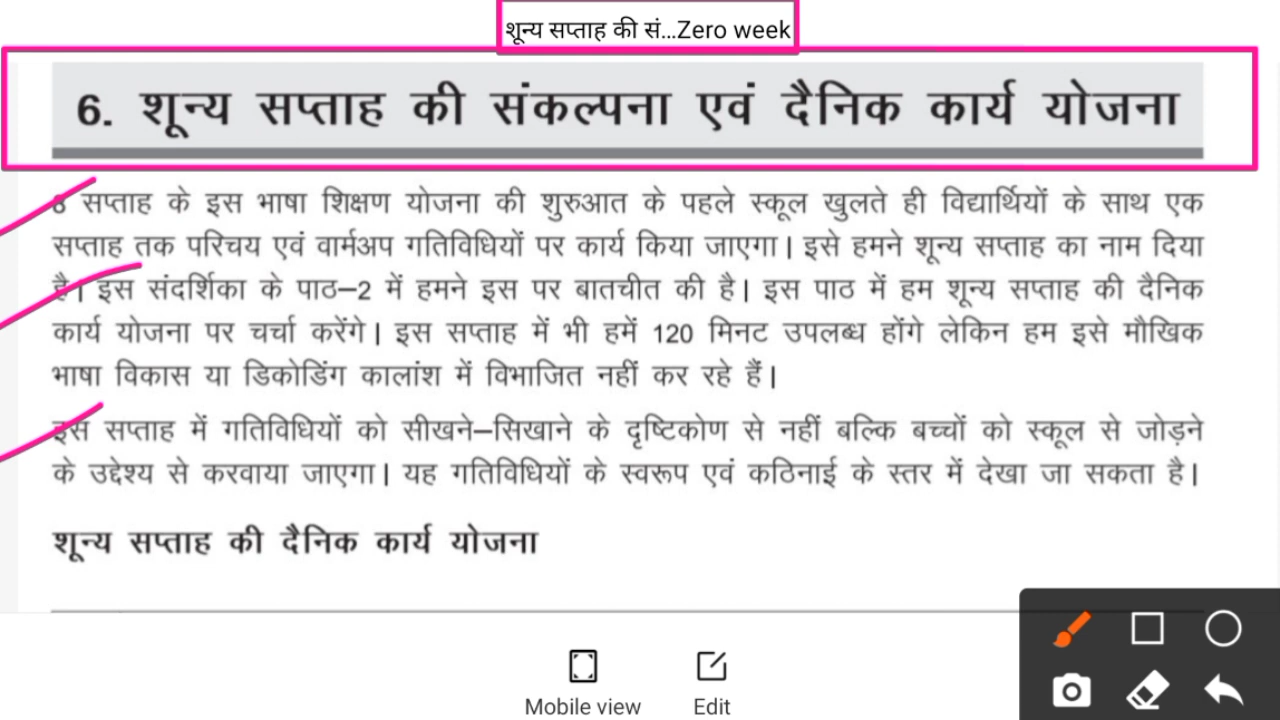 शून्य सप्ताह की सं...Zero week
6. शून्य सप्ताह की संकल्पना एवं दैनिक कार्य योजना
8 सप्ताह के इस भाषा शिक्षण योजना की शुरुआत के पहले स्कूल खुलते ही विद्यार्थियों के साथ एक
सप्ताह तक परिचय एवं वार्मअप गतिविधियों पर कार्य किया जाएगा। इसे हमने शून्य सप्ताह का नाम दिया
है। इस संदर्शिका के पाठ–2 में हमने इस पर बातचीत की है। इस पाठ में हम शून्य सप्ताह की दैनिक
कार्य योजना पर चर्चा करेंगे। इस सप्ताह में भी हमें 120 मिनट उपलब्ध होंगे लेकिन हम इसे मौखिक
भाषा विकास या डिकोडिंग कालांश में विभाजित नहीं कर रहे हैं।
इस सप्ताह में गतिविधियों को सीखने–सिखाने के दृष्टिकोण से नहीं बल्कि बच्चों को स्कूल से जोड़ने
के उद्देश्य से करवाया जाएगा। यह गतिविधियों के स्वरूप एवं कठिनाई के स्तर में देखा जा सकता है।
शून्य सप्ताह की दैनिक कार्य योजना
Mobile view
Edit